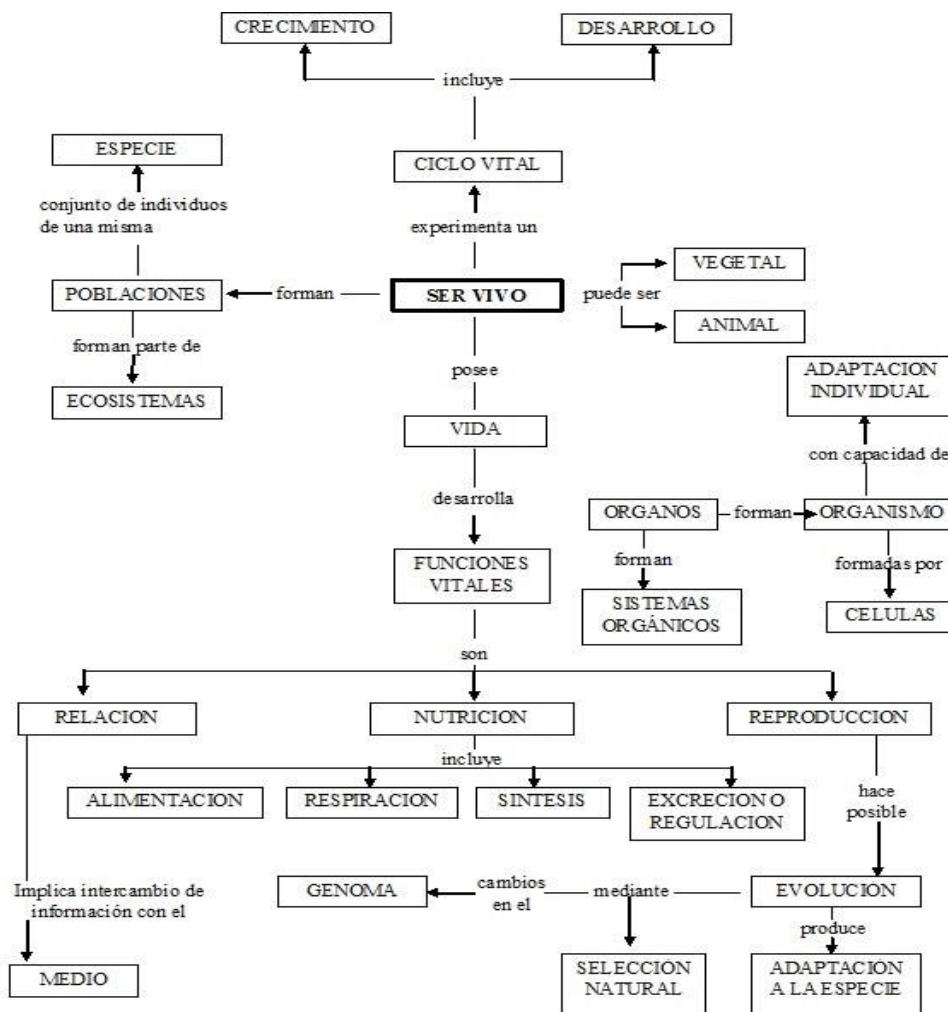 CRECIMIENTO
DESARROLLO
incluye
ESPECIE
CICLO VITAL
conjunto de individuos
de una misma
experimenta un
VEGETAL
POBLACIONES
forman
SER VIVO
puede ser
ANIMAL
forman parte de
posee
ECOSISTEMAS
ADAPTACION
INDIVIDUAL
VIDA
con capacidad de
desarrolla
ORGANOS
forman
ORGANISMO
FUNCIONES
VITALES
forman
formadas por
SISTEMAS
ORGÁNICOS
CELULAS
son
RELACION
NUTRICION
REPRODUCCION
incluye
ALIMENTACION
RESPIRACION
SINTESIS
EXCRECION O
REGULACION
hace
posible
Implica intercambio de
información con el
GENOMA
cambios
en el
mediante
EVOLUCIÓN
produce
MEDIO
SELECCIÓN
NATURAL
ADAPTACIÓN
A LA ESPECIE